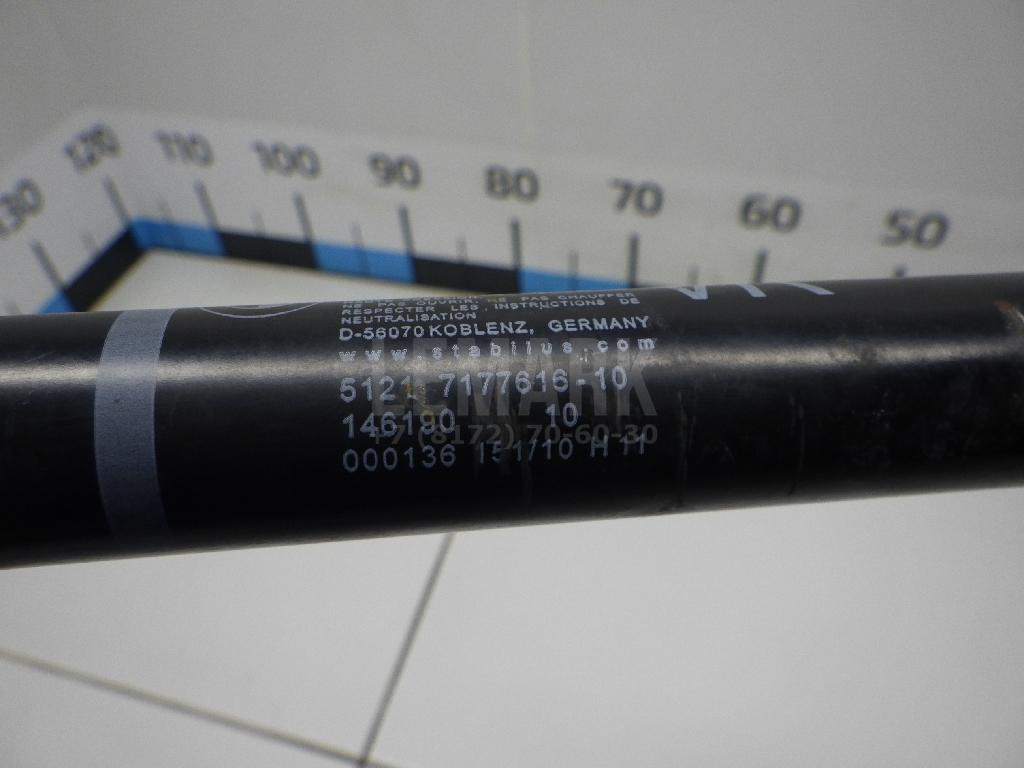 130 120 110 100 90 80 70 60 50
NE PAS OUVRIR, NE PAS CHAUFFER
RESPECTER LES INSTRUCTIONS DE
NEUTRALISATION
D-56070 KOBLENZ, GERMANY
www.stabilus.com
5121 7177616-10
146190 10
000136 151/10 H 11
LEMARK
+7 (8172) 70-60-30